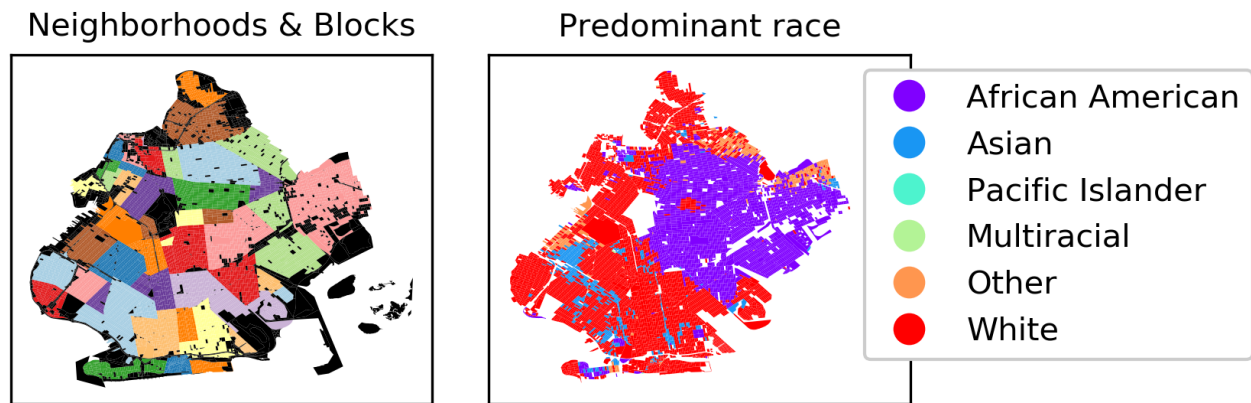 Neighborhoods & Blocks
Predominant race
African American
Asian
Pacific Islander
Multiracial
Other
White